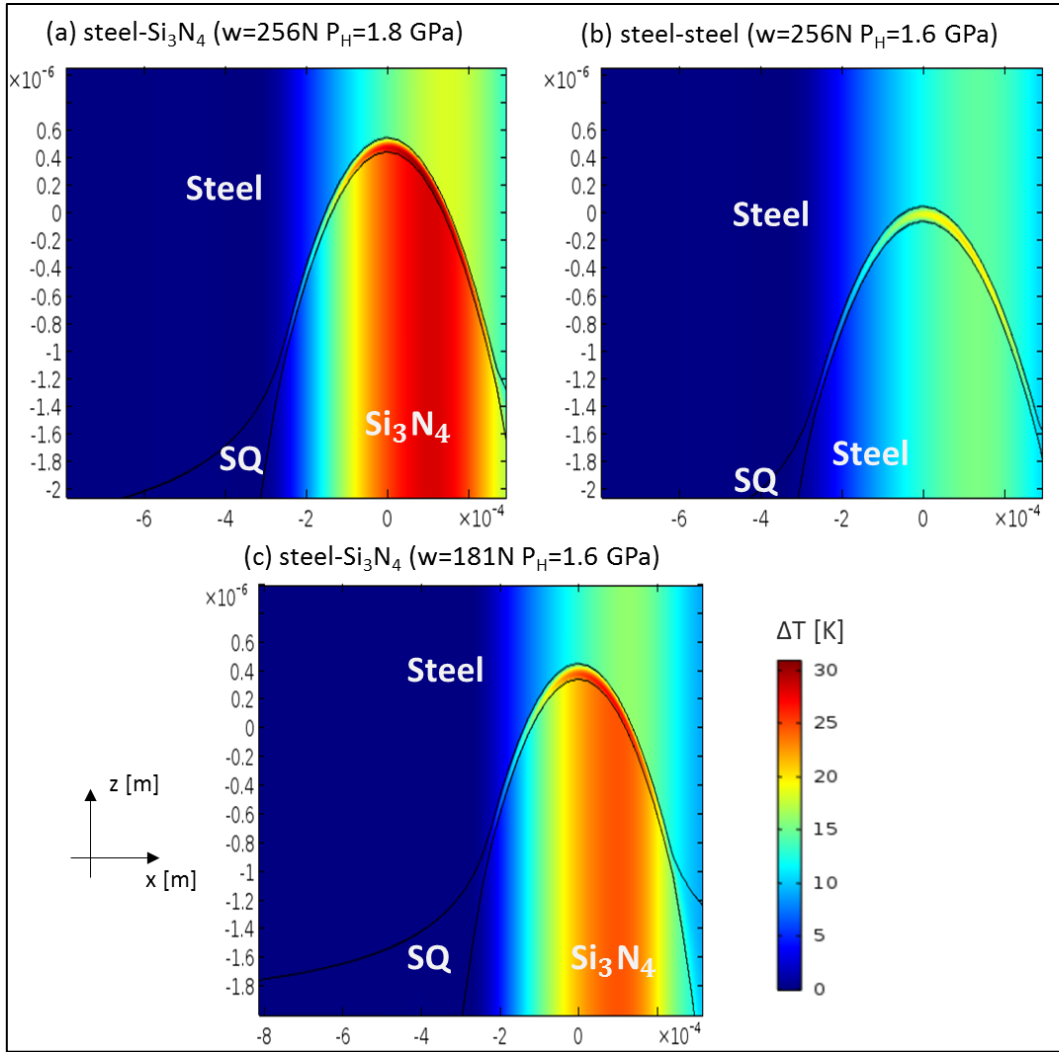 (a) steel-Si₃N₄ (w=256N P_H=1.8 GPa)
×10⁻⁶
0.6
0.4
0.2
0
-0.2
-0.4
-0.6
-0.8
-1
-1.2
-1.4
-1.6
-1.8
-2
Steel
Si₃N₄
SQ
-6 -4 -2 0 ×10⁻⁴
(b) steel-steel (w=256N P_H=1.6 GPa)
×10⁻⁶
0.6
0.4
0.2
0
-0.2
-0.4
-0.6
-0.8
-1
-1.2
-1.4
-1.6
-1.8
-2
Steel
Steel
SQ
-6 -4 -2 0 ×10⁻⁴
(c) steel-Si₃N₄ (w=181N P_H=1.6 GPa)
×10⁻⁶
0.6
0.4
0.2
0
-0.2
-0.4
-0.6
-0.8
-1
-1.2
-1.4
-1.6
-1.8
Steel
SQ
Si₃N₄
-8 -6 -4 -2 0 ×10⁻⁴
z [m]
x [m]
ΔT [K]
30
25
20
15
10
5
0